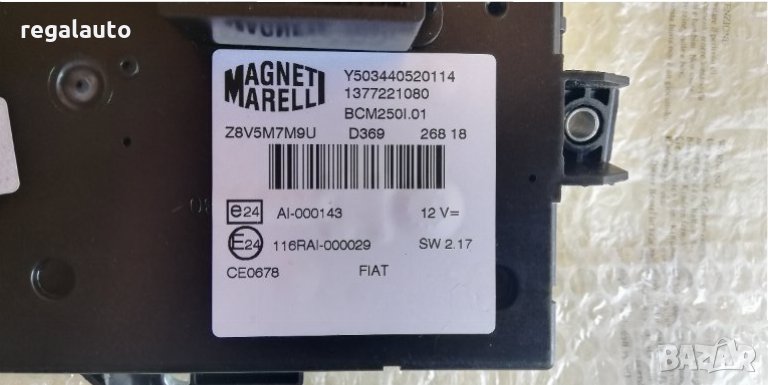 regalauto
MAGNETI
MARELLI
Y503440520114
1377221080
BCM250I.01
Z8V5M7M9U D369 268 18
e24 AI-000143 12 V=
E24 116RAI-000029 SW 2.17
CE0678 FIAT
BAZAR